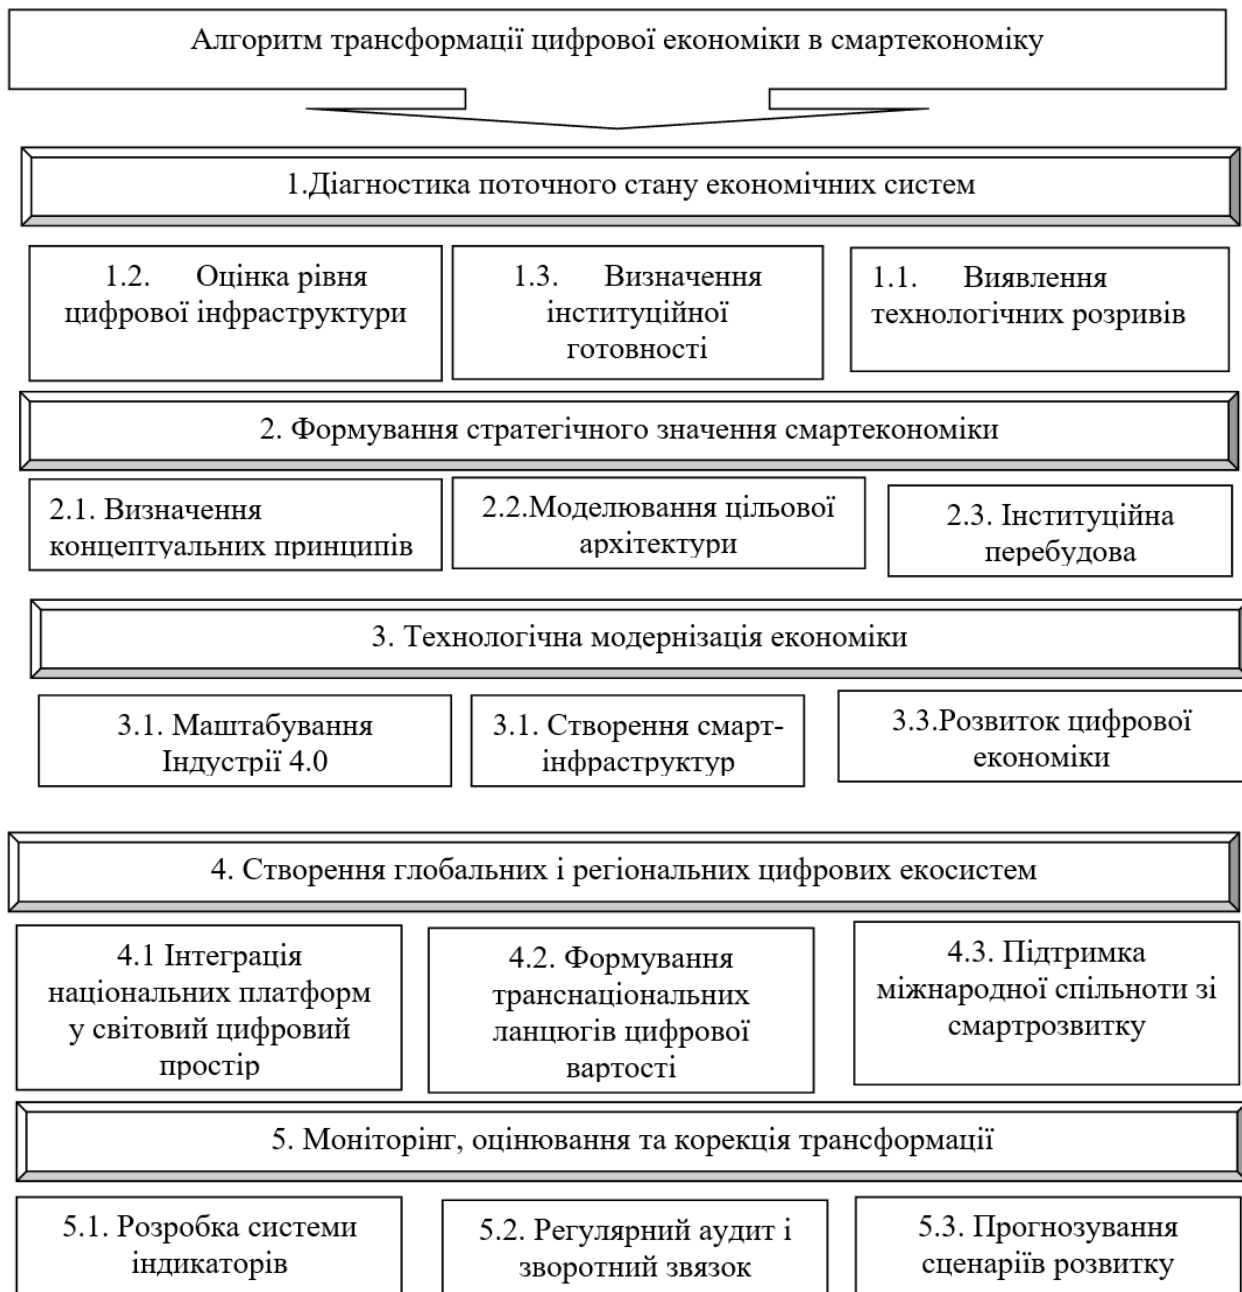 Алгоритм трансформації цифрової економіки в смартекономіку
1.Діагностика поточного стану економічних систем
1.2. Оцінка рівня
цифрової інфраструктури
1.3. Визначення
інституційної
готовності
1.1. Виявлення
технологічних розривів
2. Формування стратегічного значення смартекономіки
2.1. Визначення
концептуальних принципів
2.2.Моделювання цільової
архітектури
2.3. Інституційна
перебудова
3. Технологічна модернізація економіки
3.1. Маштабування
Індустрії 4.0
3.1. Створення смарт-
інфраструктур
3.3.Розвиток цифрової
економіки
4. Створення глобальних і регіональних цифрових екосистем
4.1 Інтеграція
національних платформ
у світовий цифровий
простір
4.2. Формування
транснаціональних
ланцюгів цифрової
вартості
4.3. Підтримка
міжнародної спільноти зі
смартрозвитку
5. Моніторінг, оцінювання та корекція трансформації
5.1. Розробка системи
індикаторів
5.2. Регулярний аудит і
зворотний звязок
5.3. Прогнозування
сценаріїв розвитку